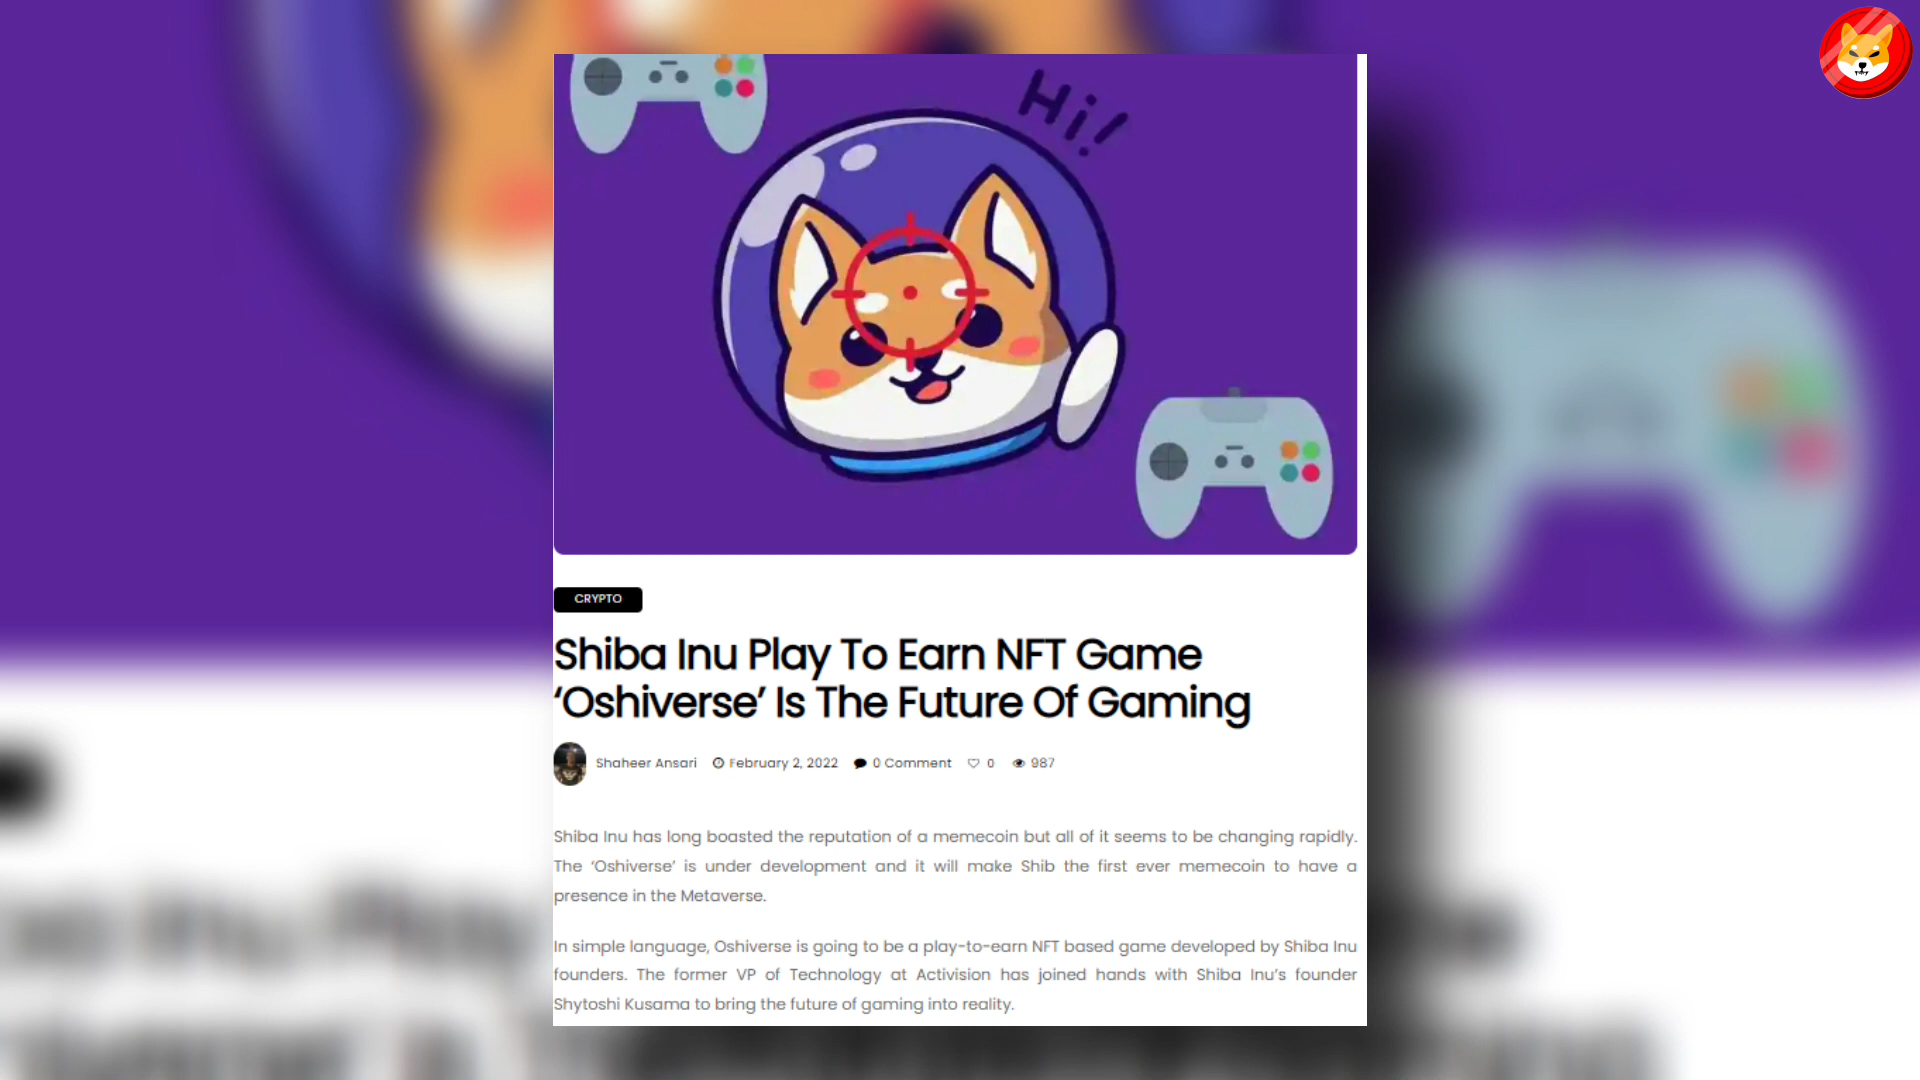 Hi!
CRYPTO
Shiba Inu Play To Earn NFT Game
‘Oshiverse’ Is The Future Of Gaming
Shaheer Ansari February 2, 2022 0 Comment 0 987
Shiba Inu has long boasted the reputation of a memecoin but all of it seems to be changing rapidly.
The ‘Oshiverse’ is under development and it will make Shib the first ever memecoin to have a
presence in the Metaverse.
In simple language, Oshiverse is going to be a play-to-earn NFT based game developed by Shiba Inu
founders. The former VP of Technology at Activision has joined hands with Shiba Inu’s founder
Shytoshi Kusama to bring the future of gaming into reality.